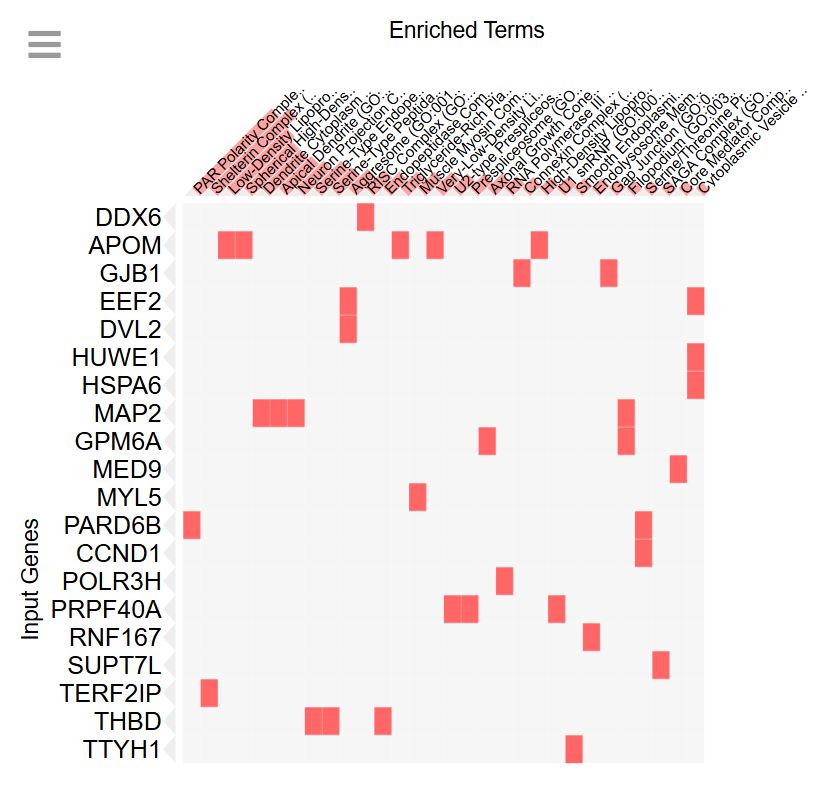 Enriched Terms
PAR Polarity Comple..
Shelterin Complex (..
Low-Density Lipopro..
Spherical High-Dens..
Dendrite Cytoplasm ..
Apical Dendrite (GO:..
Neuron Projection C..
Serine-Type Endope..
Serine-Type Peptida..
Aggresome (GO:001..
RISC Complex (GO:..
Endopeptidase Com..
Triglyceride-Rich Pla..
Muscle Myosin Com..
Very-Low-Density Li..
U2-type Prespliceos..
Prespliceosome (GO..
Axonal Growth Cone..
RNA Polymerase III ..
Connexin Complex (..
High-Density Lipopro..
U1 snRNP (GO:000..
Smooth Endoplasmi..
Endolysosome Mem..
Gap Junction (GO:0..
Filopodium (GO:003..
Serine/Threonine Pr..
SAGA Complex (GO..
Core Mediator Comp..
Cytoplasmic Vesicle ..
DDX6
APOM
GJB1
EEF2
DVL2
HUWE1
HSPA6
MAP2
GPM6A
MED9
MYL5
PARD6B
CCND1
POLR3H
PRPF40A
RNF167
SUPT7L
TERF2IP
THBD
TTYH1
Input Genes